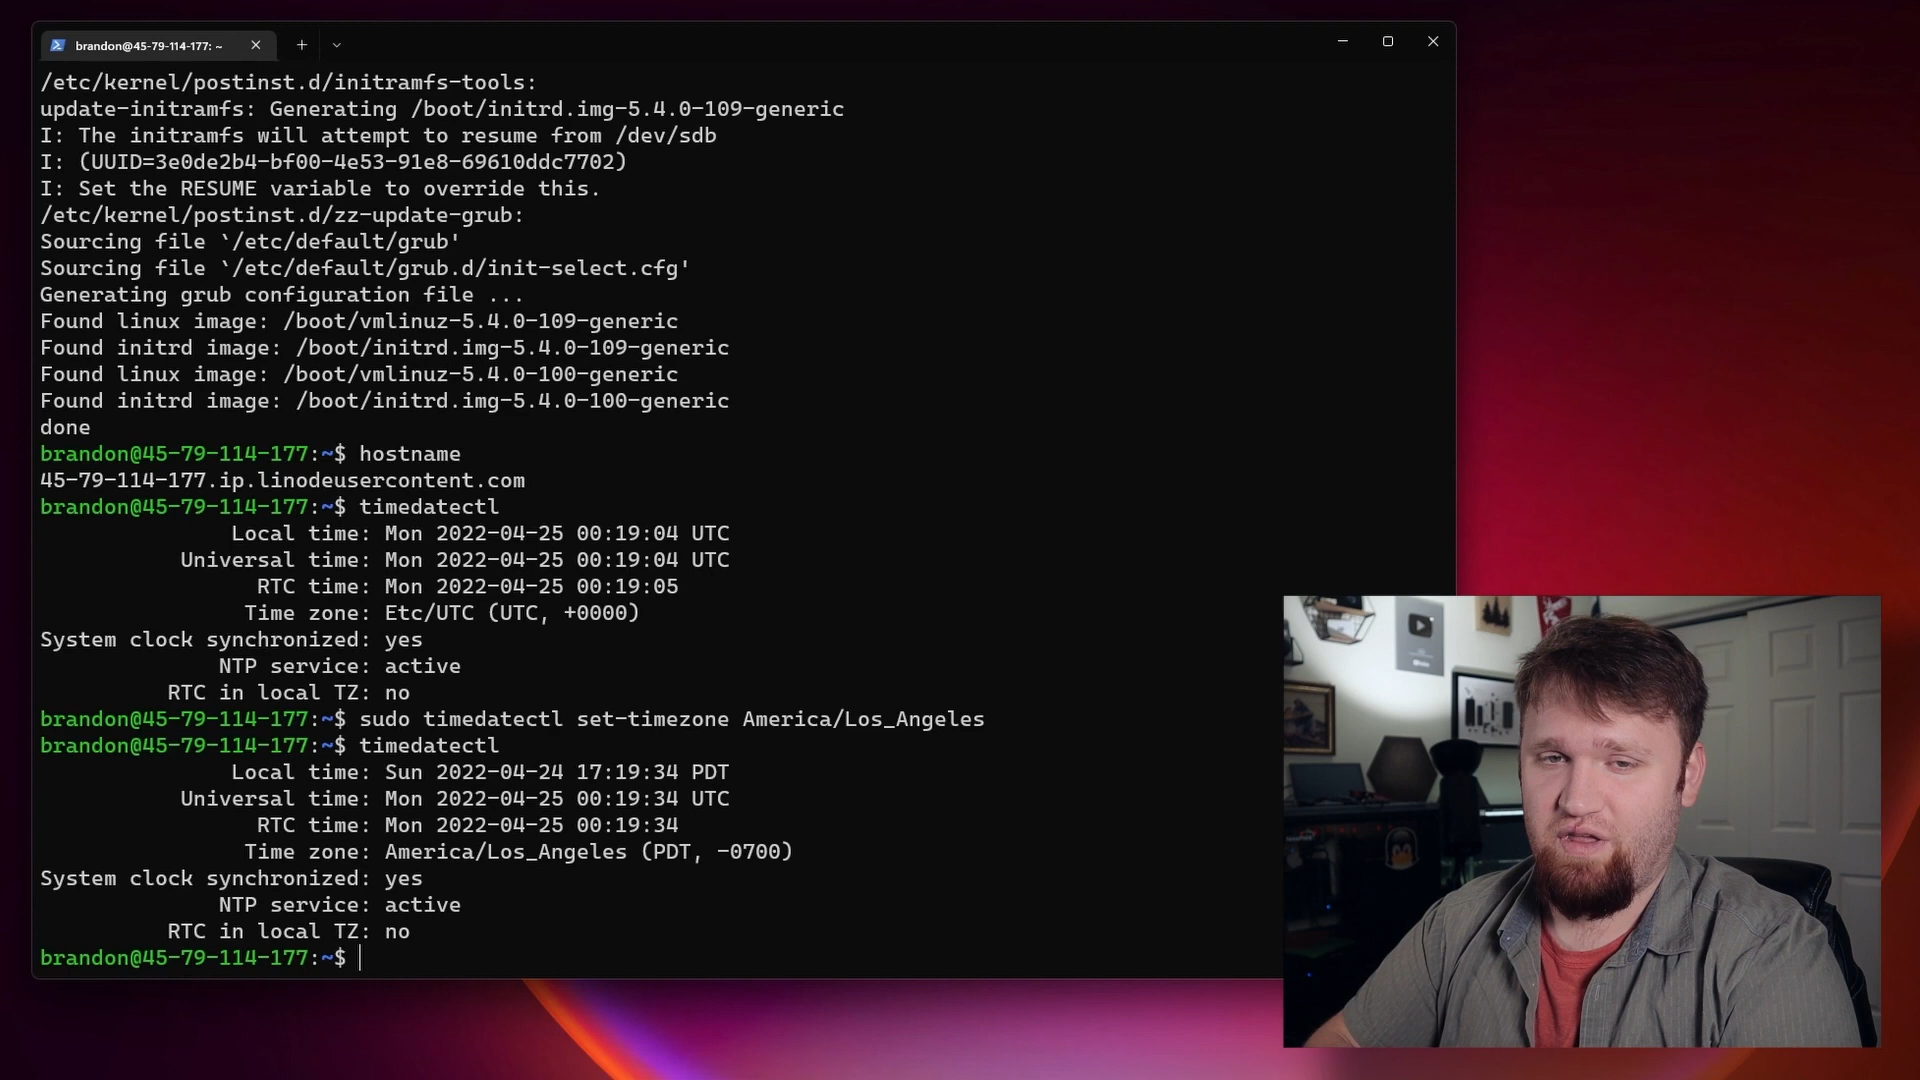 brandon@45-79-114-177: ~
/etc/kernel/postinst.d/initramfs-tools:
update-initramfs: Generating /boot/initrd.img-5.4.0-109-generic
I: The initramfs will attempt to resume from /dev/sdb
I: (UUID=3e0de2b4-bf00-4e53-91e8-69610ddc7702)
I: Set the RESUME variable to override this.
/etc/kernel/postinst.d/zz-update-grub:
Sourcing file `/etc/default/grub'
Sourcing file `/etc/default/grub.d/init-select.cfg'
Generating grub configuration file ...
Found linux image: /boot/vmlinuz-5.4.0-109-generic
Found initrd image: /boot/initrd.img-5.4.0-109-generic
Found linux image: /boot/vmlinuz-5.4.0-100-generic
Found initrd image: /boot/initrd.img-5.4.0-100-generic
done
brandon@45-79-114-177:~$ hostname
45-79-114-177.ip.linodeusercontent.com
brandon@45-79-114-177:~$ timedatectl
Local time: Mon 2022-04-25 00:19:04 UTC
Universal time: Mon 2022-04-25 00:19:04 UTC
RTC time: Mon 2022-04-25 00:19:05
Time zone: Etc/UTC (UTC, +0000)
System clock synchronized: yes
NTP service: active
RTC in local TZ: no
brandon@45-79-114-177:~$ sudo timedatectl set-timezone America/Los_Angeles
brandon@45-79-114-177:~$ timedatectl
Local time: Sun 2022-04-24 17:19:34 PDT
Universal time: Mon 2022-04-25 00:19:34 UTC
RTC time: Mon 2022-04-25 00:19:34
Time zone: America/Los_Angeles (PDT, -0700)
System clock synchronized: yes
NTP service: active
RTC in local TZ: no
brandon@45-79-114-177:~$